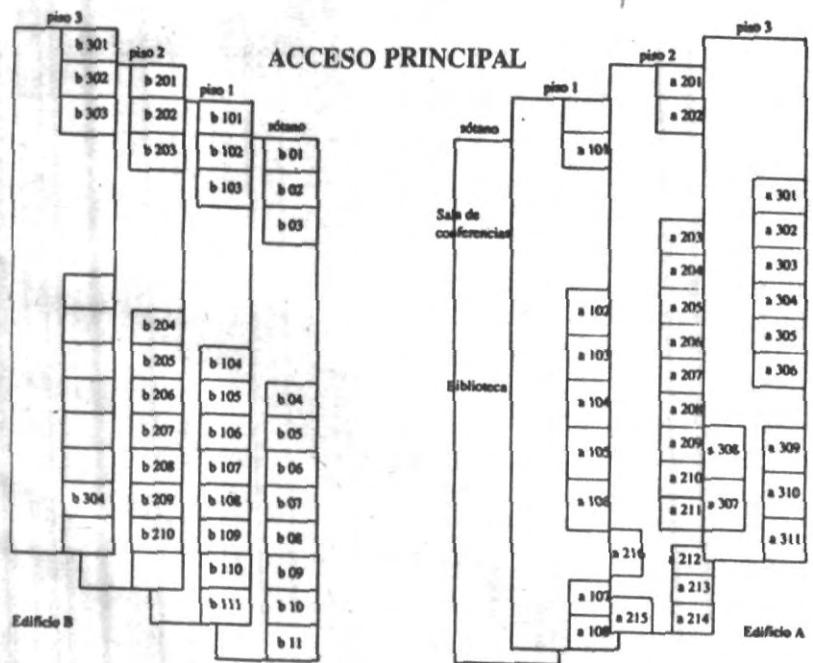 ACCESO PRINCIPAL
piso 3
b 301
b 302
b 303
b 304
piso 2
b 201
b 202
b 203
b 204
b 205
b 206
b 207
b 208
b 209
b 210
piso 1
b 101
b 102
b 103
b 104
b 105
b 106
b 107
b 108
b 109
b 110
b 111
sótano
b 01
b 02
b 03
b 04
b 05
b 06
b 07
b 08
b 09
b 10
b 11
Edificio B
sótano
Sala de
conferencias
Biblioteca
piso 1
a 101
a 102
a 103
a 104
a 105
a 106
a 107
a 108
piso 2
a 201
a 202
a 203
a 204
a 205
a 206
a 207
a 208
a 209
a 210
a 211
a 212
a 213
a 214
a 215
a 216
piso 3
a 301
a 302
a 303
a 304
a 305
a 306
a 308
a 307
a 309
a 310
a 311
Edificio A